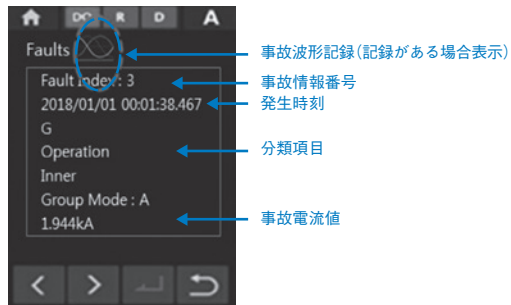 DC R D A
Faults
事故波形記録(記録がある場合表示)
Fault Index : 3
事故情報番号
2018/01/01 00:01:38.467
発生時刻
G
Operation
分類項目
Inner
Group Mode : A
1.944kA
事故電流値